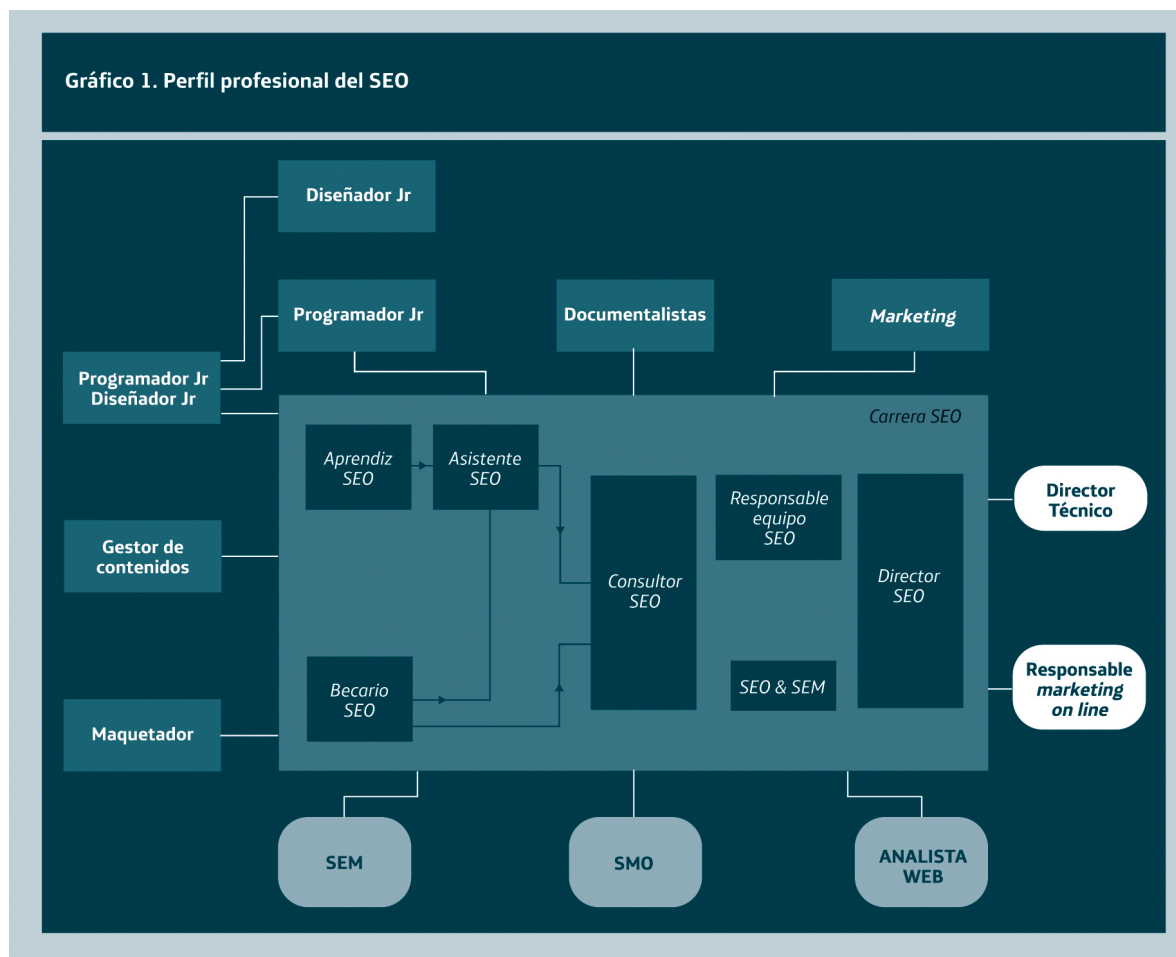 Gráfico 1. Perfil profesional del SEO
Diseñador Jr
Programador Jr
Documentalistas
Marketing
Programador Jr
Diseñador Jr
Carrera SEO
Aprendiz
SEO
Asistente
SEO
Responsable
equipo
SEO
Director
Técnico
Gestor de
contenidos
Consultor
SEO
Director
SEO
Becario
SEO
SEO & SEM
Responsable
marketing
on line
Maquetador
SEM
SMO
ANALISTA
WEB